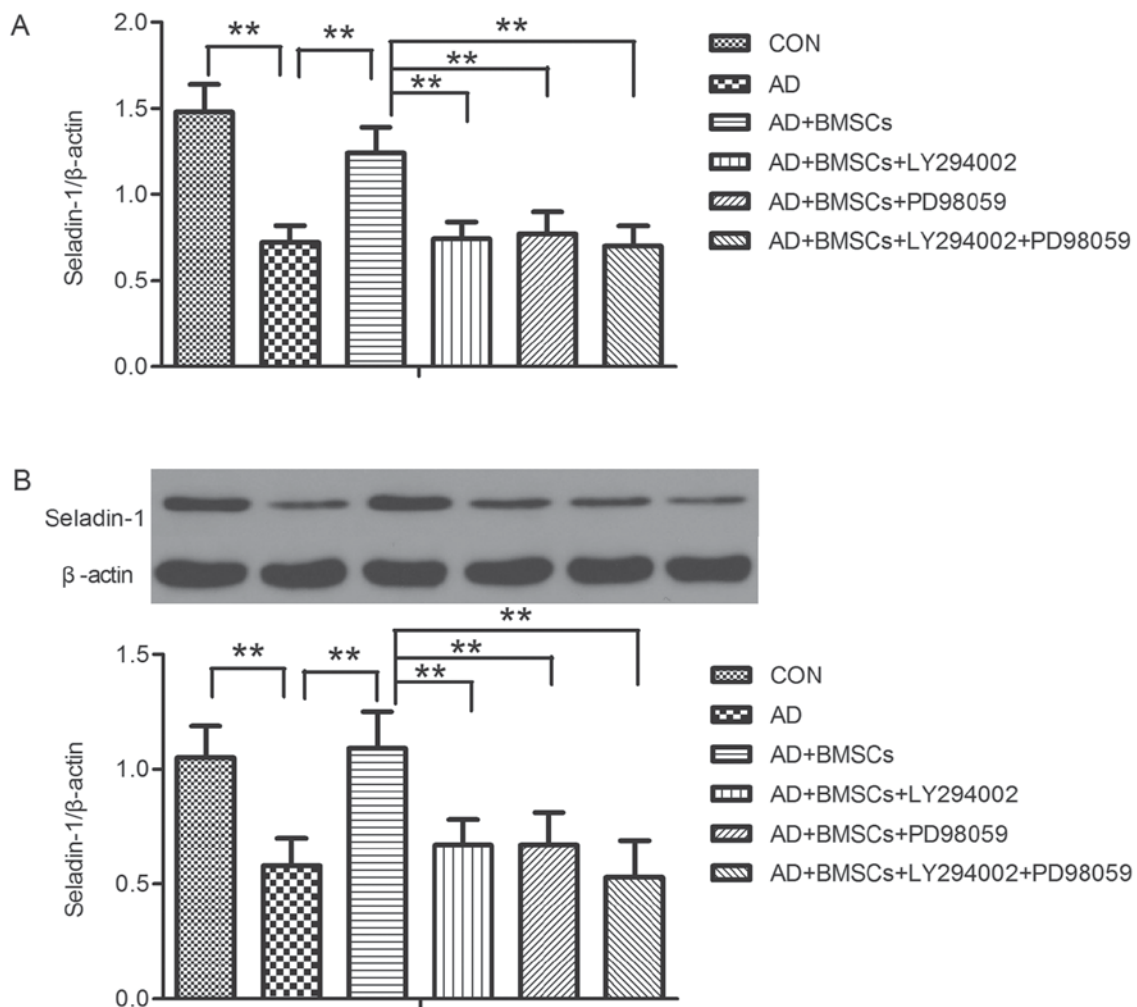 A
2.0
1.5
1.0
0.5
0.0
Seladin-1/β-actin
**
**
**
**
**
CON
AD
AD+BMSCs
AD+BMSCs+LY294002
AD+BMSCs+PD98059
AD+BMSCs+LY294002+PD98059
B
Seladin-1
β-actin
1.5
1.0
0.5
0.0
Seladin-1/β-actin
**
**
**
**
**
CON
AD
AD+BMSCs
AD+BMSCs+LY294002
AD+BMSCs+PD98059
AD+BMSCs+LY294002+PD98059